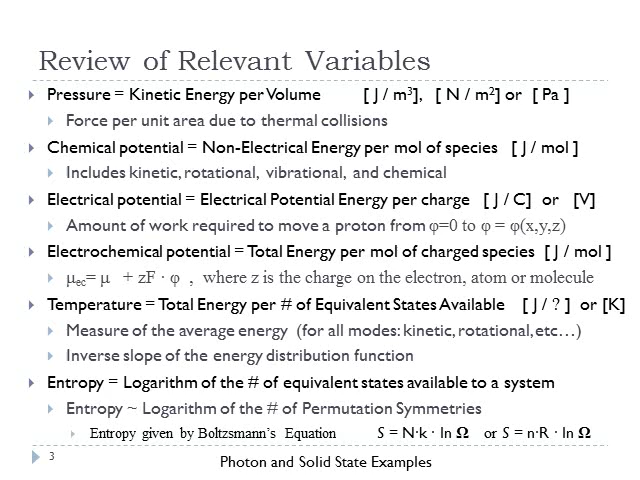 Review of Relevant Variables
Pressure = Kinetic Energy per Volume [ J / m³], [ N / m²] or [ Pa ]
Force per unit area due to thermal collisions
Chemical potential = Non-Electrical Energy per mol of species [ J / mol ]
Includes kinetic, rotational, vibrational, and chemical
Electrical potential = Electrical Potential Energy per charge [ J / C] or [V]
Amount of work required to move a proton from φ=0 to φ = φ(x,y,z)
Electrochemical potential = Total Energy per mol of charged species [ J / mol ]
μec= μ + zF · φ , where z is the charge on the electron, atom or molecule
Temperature = Total Energy per # of Equivalent States Available [ J / ? ] or [K]
Measure of the average energy (for all modes: kinetic, rotational, etc…)
Inverse slope of the energy distribution function
Entropy = Logarithm of the # of equivalent states available to a system
Entropy ~ Logarithm of the # of Permutation Symmetries
Entropy given by Boltzsmann's Equation S = N·k · ln Ω or S = n·R · ln Ω
3
Photon and Solid State Examples